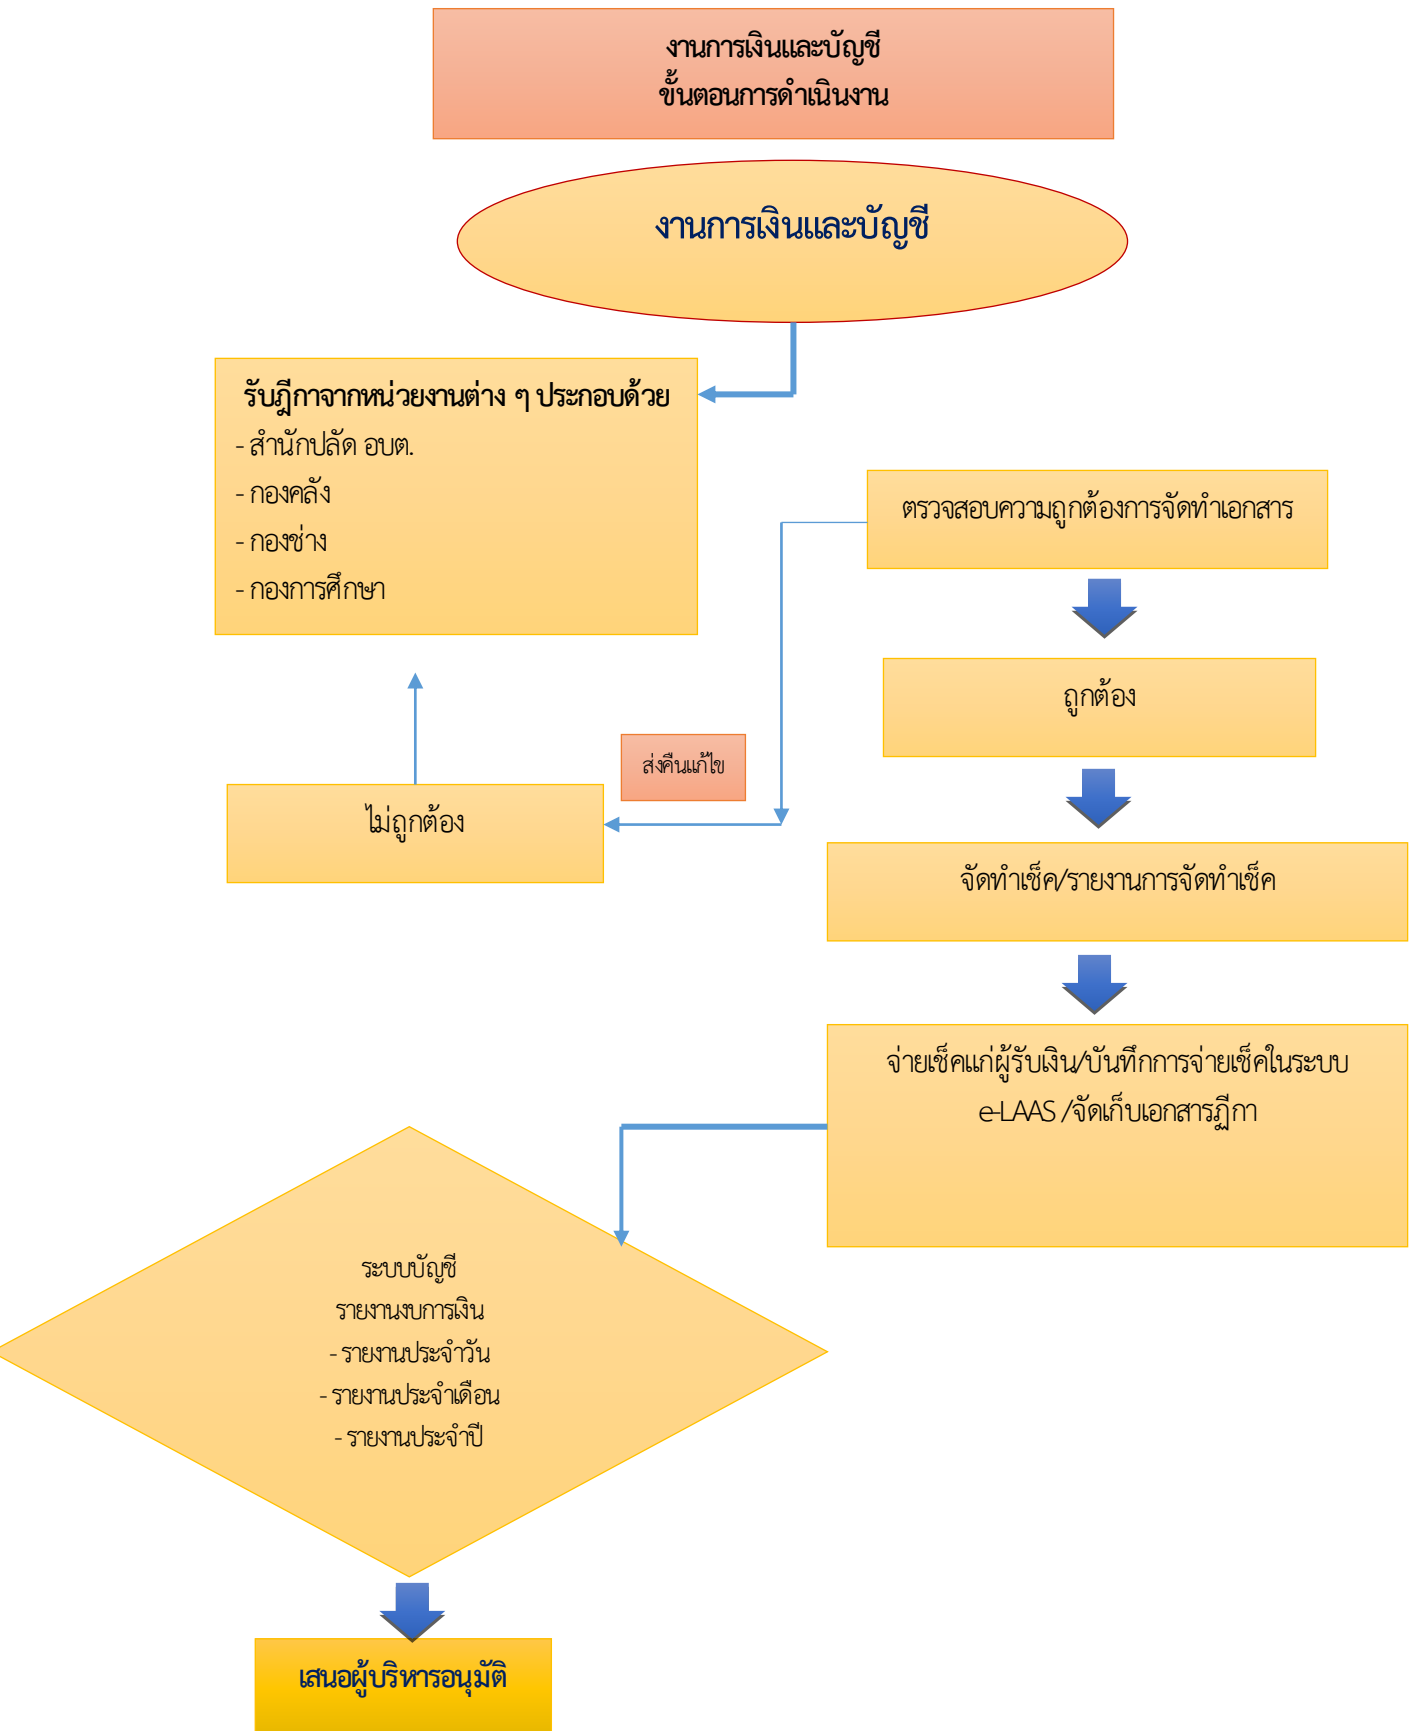 งานการเงินและบัญชี
ขั้นตอนการดำเนินงาน
งานการเงินและบัญชี
รับฎีกาจากหน่วยงานต่าง ๆ ประกอบด้วย
- สำนักปลัด อบต.
- กองคลัง
- กองช่าง
- กองการศึกษา
ตรวจสอบความถูกต้องการจัดทำเอกสาร
ถูกต้อง
ส่งคืนแก้ไข
ไม่ถูกต้อง
จัดทำเช็ค/รายงานการจัดทำเช็ค
จ่ายเช็คแก่ผู้รับเงิน/บันทึกการจ่ายเช็คในระบบ
e-LAAS /จัดเก็บเอกสารฏีกา
ระบบบัญชี
รายงานงบการเงิน
- รายงานประจำวัน
- รายงานประจำเดือน
- รายงานประจำปี
เสนอผู้บริหารอนุมัติ